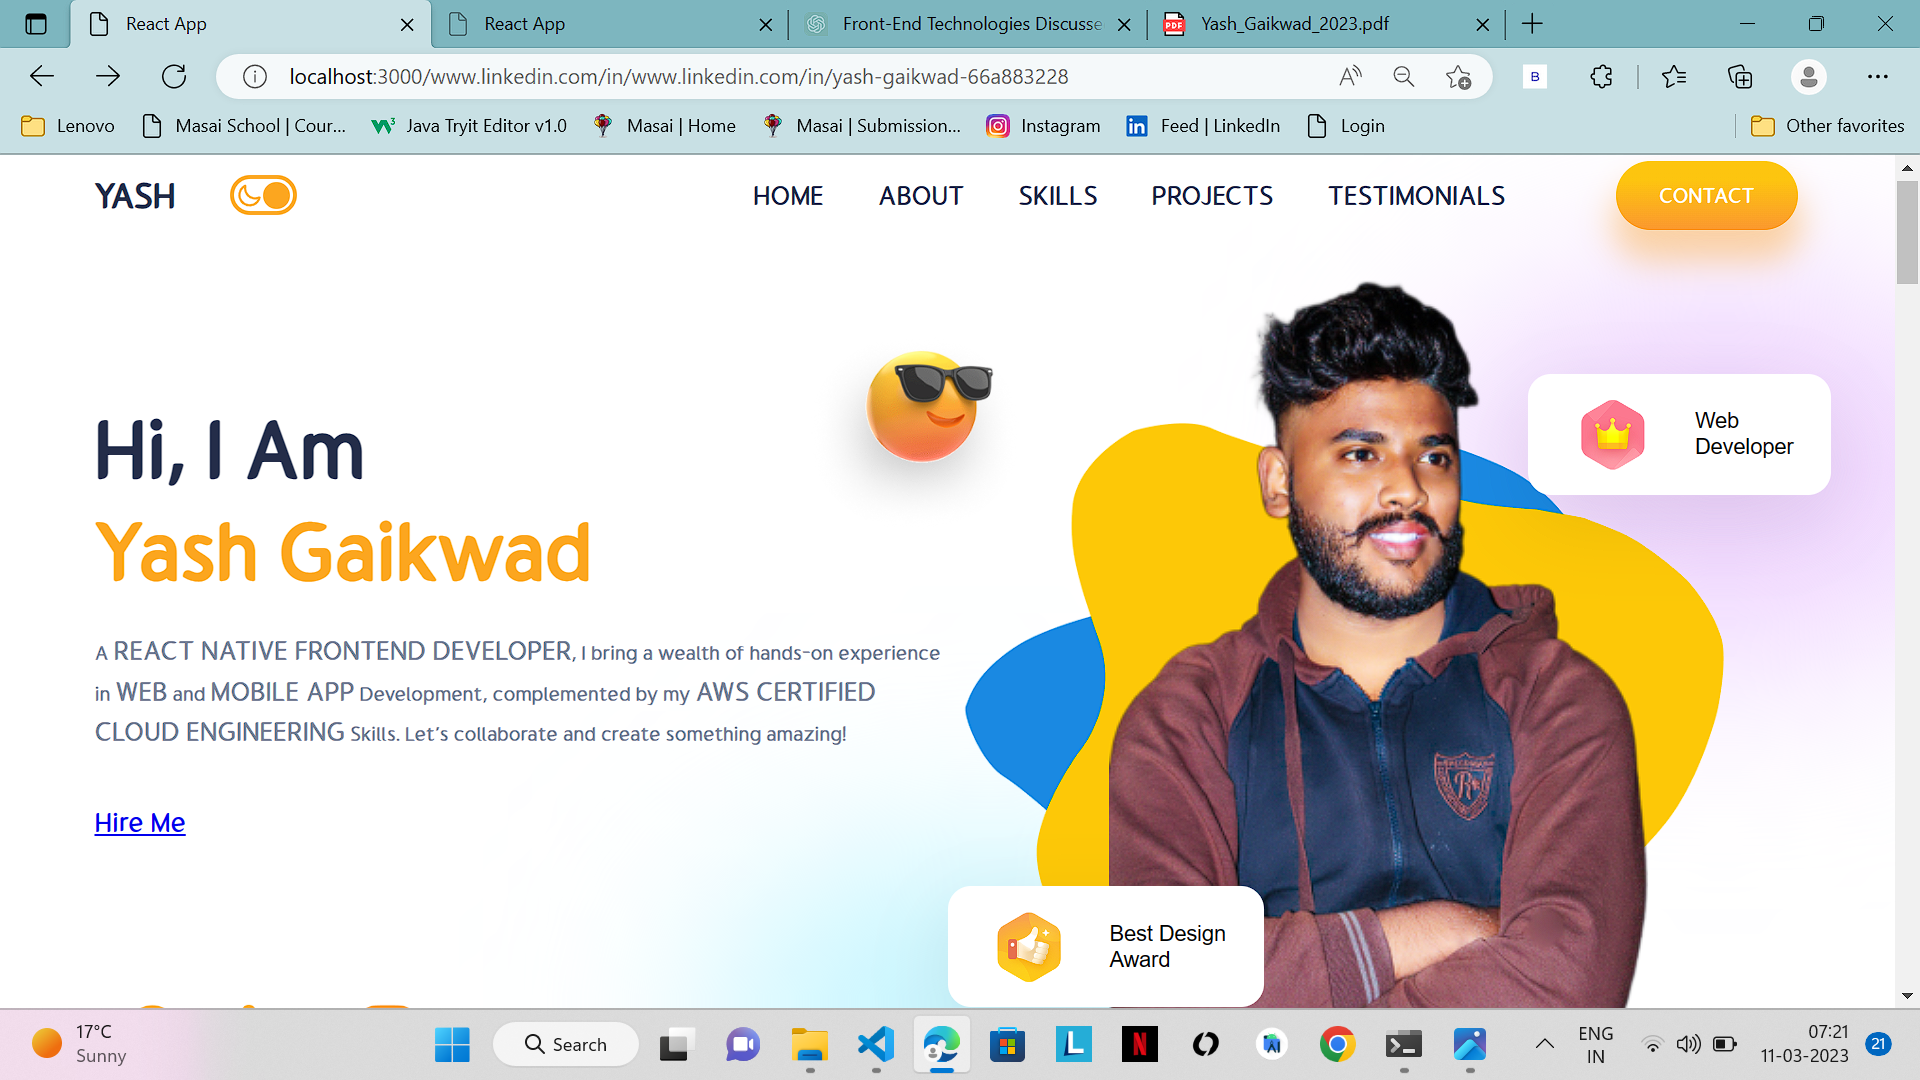 React App
React App
Front-End Technologies Discusse
Yash_Gaikwad_2023.pdf
localhost:3000/www.linkedin.com/in/www.linkedin.com/in/yash-gaikwad-66a883228
Lenovo
Masai School | Cour...
Java Tryit Editor v1.0
Masai | Home
Masai | Submission...
Instagram
Feed | LinkedIn
Login
Other favorites
YASH
HOME
ABOUT
SKILLS
PROJECTS
TESTIMONIALS
CONTACT
Hi, I Am
Yash Gaikwad
A REACT NATIVE FRONTEND DEVELOPER, I bring a wealth of hands-on experience
in WEB and MOBILE APP Development, complemented by my AWS CERTIFIED
CLOUD ENGINEERING Skills. Let's collaborate and create something amazing!
Hire Me
Web
Developer
Best Design
Award
17°C
Sunny
Search
ENG
IN
07:21
11-03-2023
21